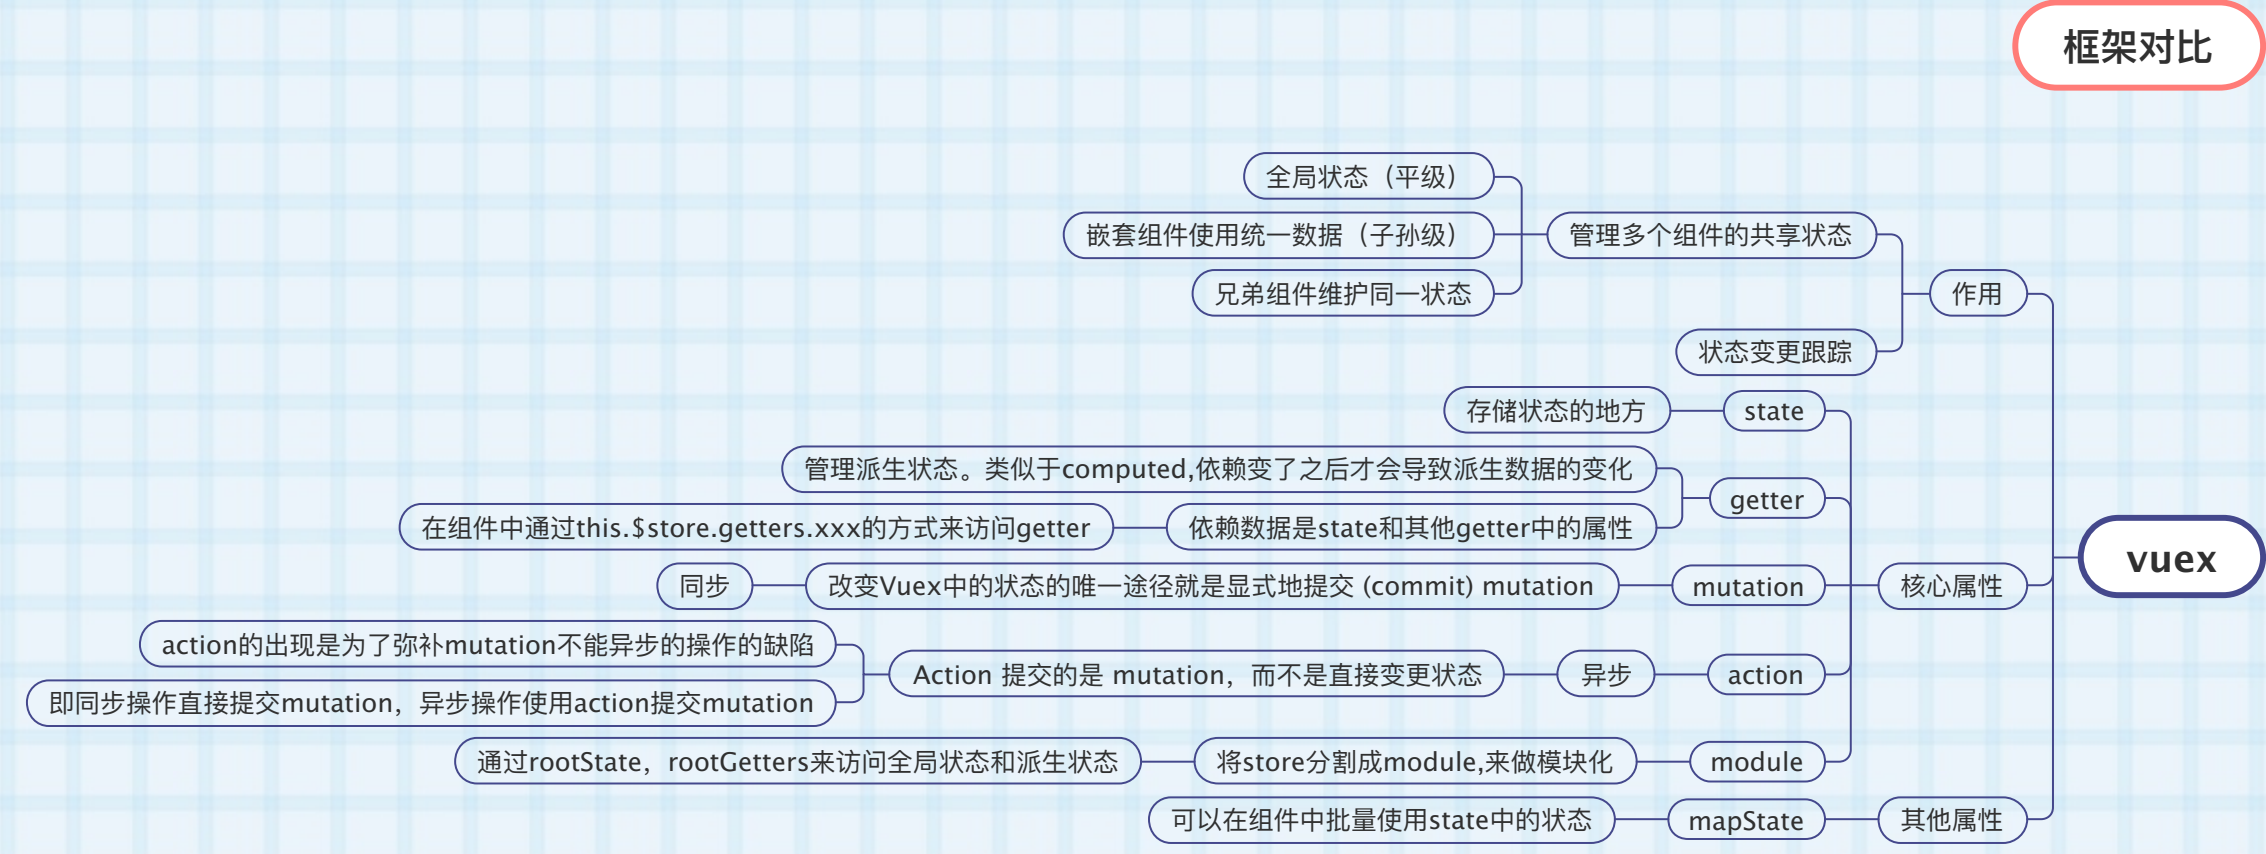 框架对比
vuex
作用
管理多个组件的共享状态
全局状态（平级）
嵌套组件使用统一数据（子孙级）
兄弟组件维护同一状态
状态变更跟踪
核心属性
state
存储状态的地方
getter
管理派生状态。类似于computed,依赖变了之后才会导致派生数据的变化
依赖数据是state和其他getter中的属性
在组件中通过this.$store.getters.xxx的方式来访问getter
mutation
改变Vuex中的状态的唯一途径就是显式地提交 (commit) mutation
同步
action
异步
Action 提交的是 mutation，而不是直接变更状态
action的出现是为了弥补mutation不能异步的操作的缺陷
即同步操作直接提交mutation，异步操作使用action提交mutation
module
将store分割成module,来做模块化
通过rootState，rootGetters来访问全局状态和派生状态
其他属性
mapState
可以在组件中批量使用state中的状态